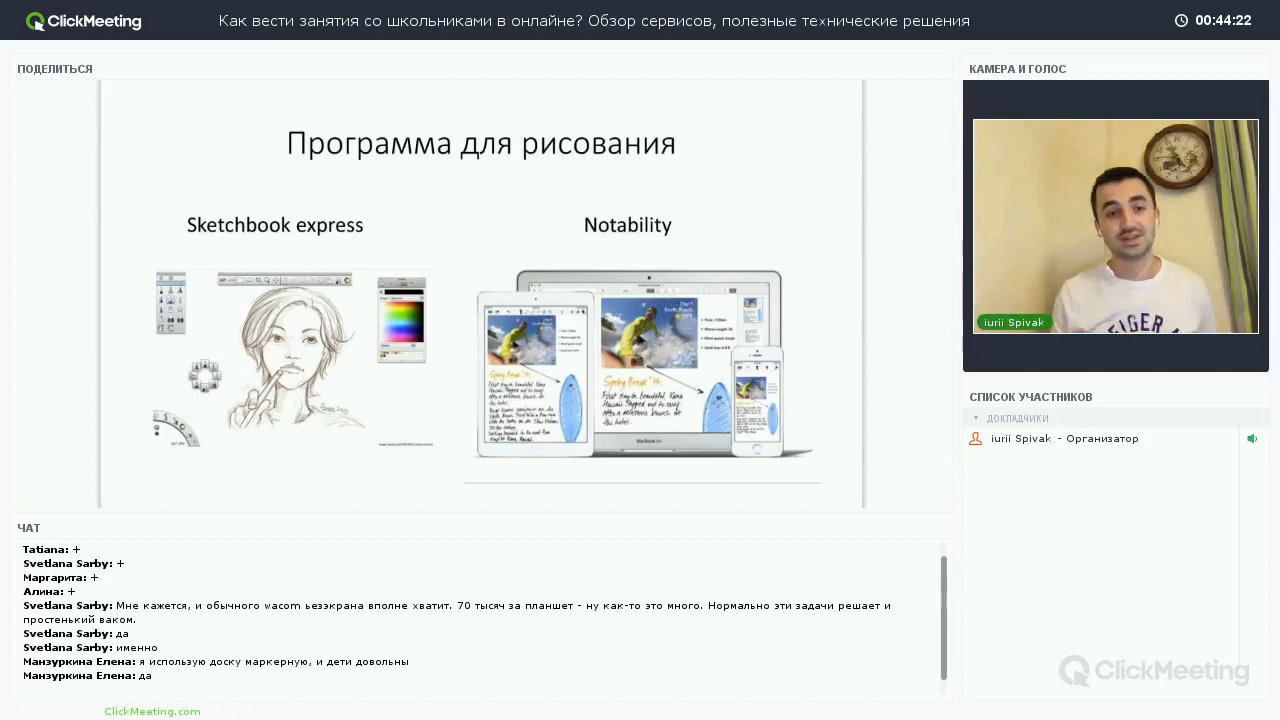 ClickMeeting
Как вести занятия со школьниками в онлайне? Обзор сервисов, полезные технические решения
00:44:22
ПОДЕЛИТЬСЯ
Программа для рисования
Sketchbook express
Notability
КАМЕРА И ГОЛОС
iurii Spivak
СПИСОК УЧАСТНИКОВ
ДОКЛАДЧИКИ
iurii Spivak - Организатор
ЧАТ
Tatiana: +
Svetlana Sarby: +
Маргарита: +
Алина: +
Svetlana Sarby: Мне кажется, и обычного wacom ьезэкрана вполне хватит. 70 тысяч за планшет - ну как-то это много. Нормально эти задачи решает и
простенький ваком.
Svetlana Sarby: да
Svetlana Sarby: именно
Манзуркина Елена: я использую доску маркерную, и дети довольны
Манзуркина Елена: да
ClickMeeting
ClickMeeting.com